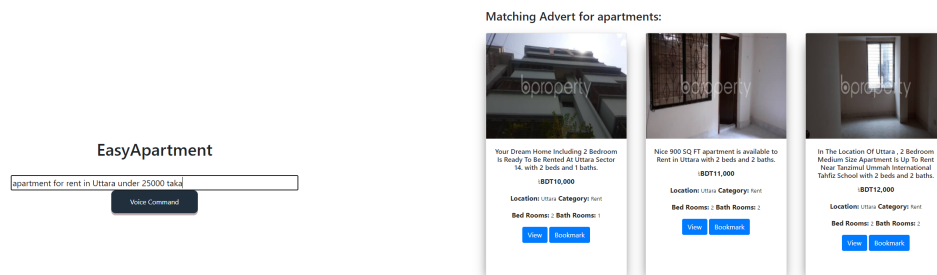 EasyApartment
apartment for rent in Uttara under 25000 taka
Voice Command
Matching Advert for apartments:
bproperty
Your Dream Home Including 2 Bedroom
Is Ready To Be Rented At Uttara Sector
14. with 2 beds and 1 baths.
৳BDT10,000
Location: Uttara Category: Rent
Bed Rooms: 2 Bath Rooms: 1
View Bookmark
bproperty
Nice 900 SQ FT apartment is available to
Rent in Uttara with 2 beds and 2 baths.
৳BDT11,000
Location: Uttara Category: Rent
Bed Rooms: 2 Bath Rooms: 2
View Bookmark
bproperty
In The Location Of Uttara , 2 Bedroom
Medium Size Apartment Is Up To Rent
Near Tanzimul Ummah International
Tahfiz School with 2 beds and 2 baths.
৳BDT12,000
Location: Uttara Category: Rent
Bed Rooms: 2 Bath Rooms: 2
View Bookmark